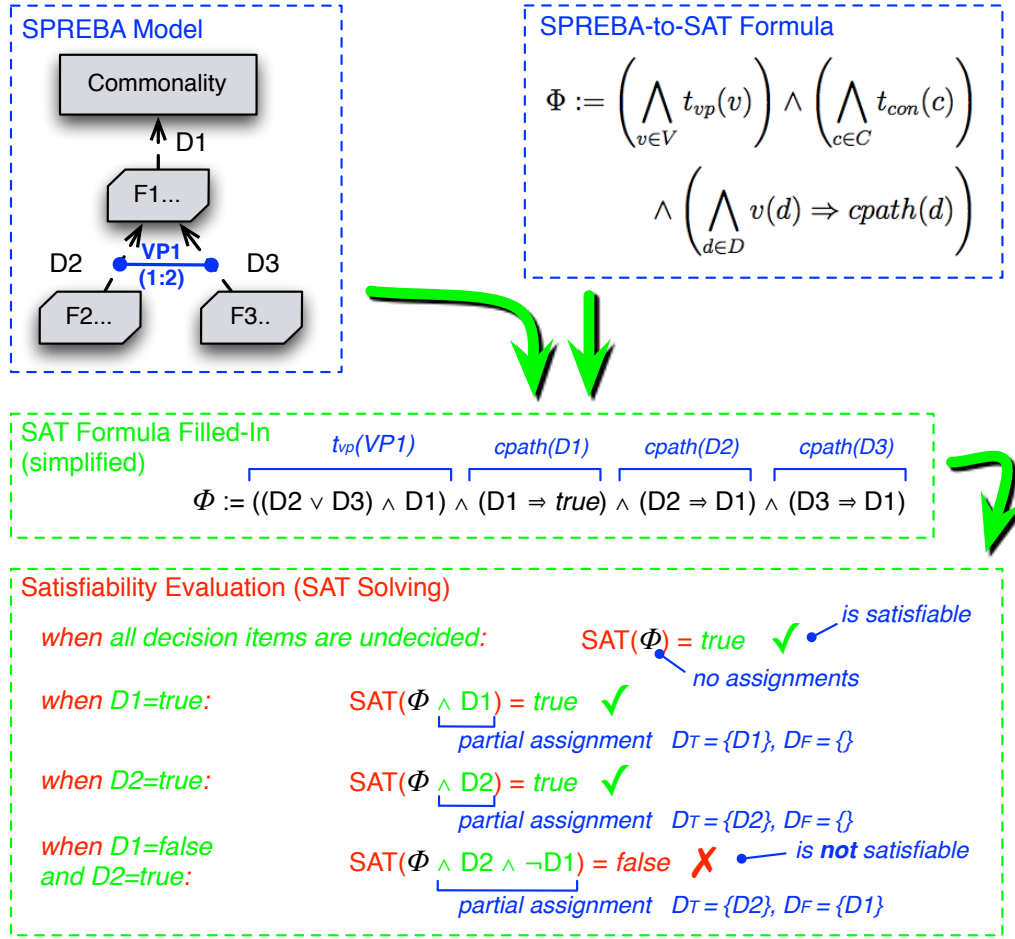 SPREBA Model
Commonality
D1
F1...
D2
VP1
(1:2)
D3
F2...
F3..
SPREBA-to-SAT Formula
Φ := ( ⋀ v∈V t_vp(v) ) ∧ ( ⋀ c∈C t_con(c) )
∧ ( ⋀ d∈D v(d) ⇒ cpath(d) )
SAT Formula Filled-In
(simplified)
tvp(VP1) cpath(D1) cpath(D2) cpath(D3)
Φ := ((D2 ∨ D3) ∧ D1) ∧ (D1 ⇒ true) ∧ (D2 ⇒ D1) ∧ (D3 ⇒ D1)
Satisfiability Evaluation (SAT Solving)
is satisfiable
when all decision items are undecided: SAT(Φ) = true ✓
no assignments
when D1=true: SAT(Φ ∧ D1) = true ✓
partial assignment DT = {D1}, DF = {}
when D2=true: SAT(Φ ∧ D2) = true ✓
partial assignment DT = {D2}, DF = {}
when D1=false
and D2=true: SAT(Φ ∧ D2 ∧ ¬D1) = false ✗ is not satisfiable
partial assignment DT = {D2}, DF = {D1}